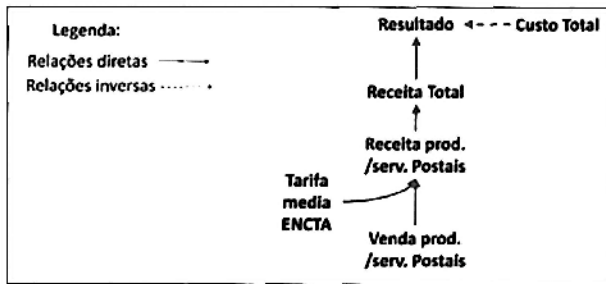 Legenda:
Relações diretas
Relações inversas
Resultado
Custo Total
Receita Total
Receita prod.
/serv. Postais
Tarifa
media
ENCTA
Venda prod.
/serv. Postais